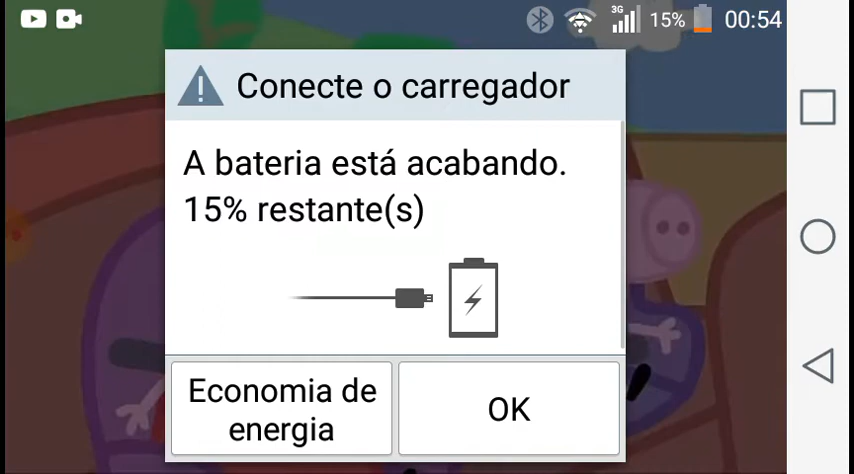 3G
15%
00:54
Conecte o carregador
A bateria está acabando.
15% restante(s)
Economia de
energia
OK